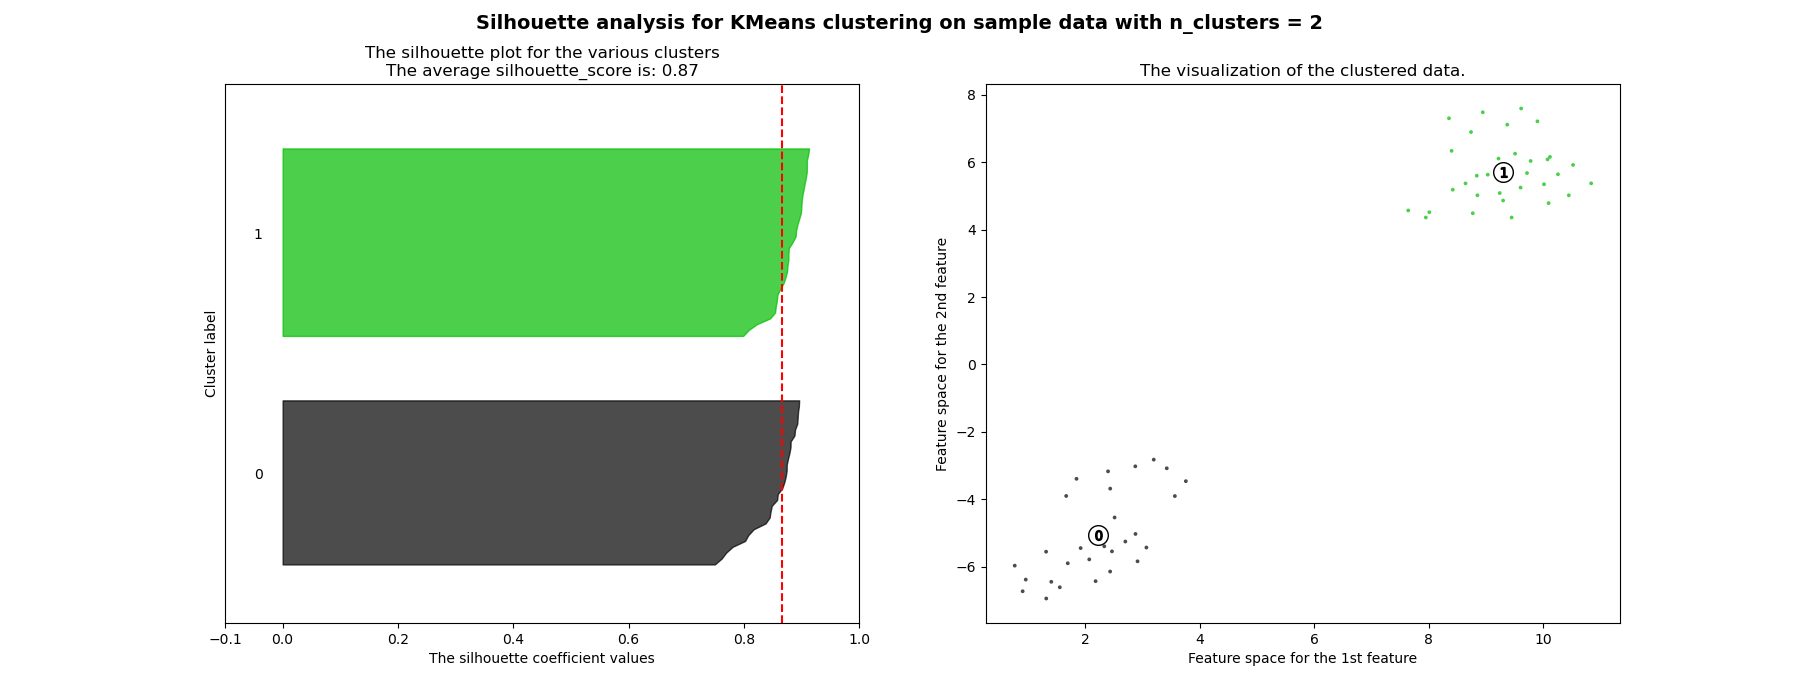 Silhouette analysis for KMeans clustering on sample data with n_clusters = 2
The silhouette plot for the various clusters
The average silhouette_score is: 0.87
Cluster label
1
0
−0.1 0.0 0.2 0.4 0.6 0.8 1.0
The silhouette coefficient values
The visualization of the clustered data.
Feature space for the 2nd feature
8
6
4
2
0
−2
−4
−6
1
0
2 4 6 8 10
Feature space for the 1st feature